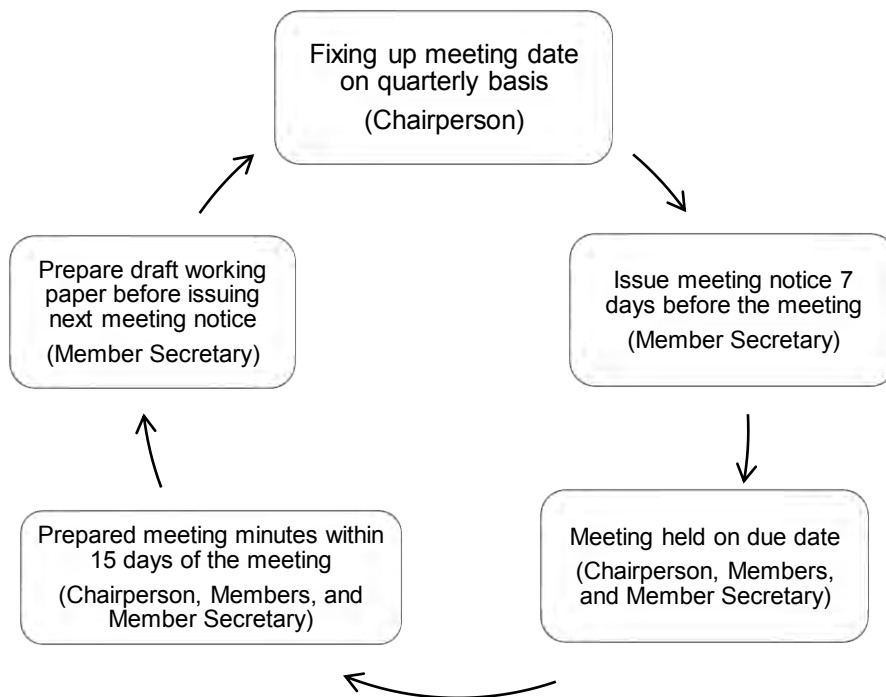 Fixing up meeting date
on quarterly basis
(Chairperson)
Issue meeting notice 7
days before the meeting
(Member Secretary)
Meeting held on due date
(Chairperson, Members,
and Member Secretary)
Prepared meeting minutes within
15 days of the meeting
(Chairperson, Members, and
Member Secretary)
Prepare draft working
paper before issuing
next meeting notice
(Member Secretary)